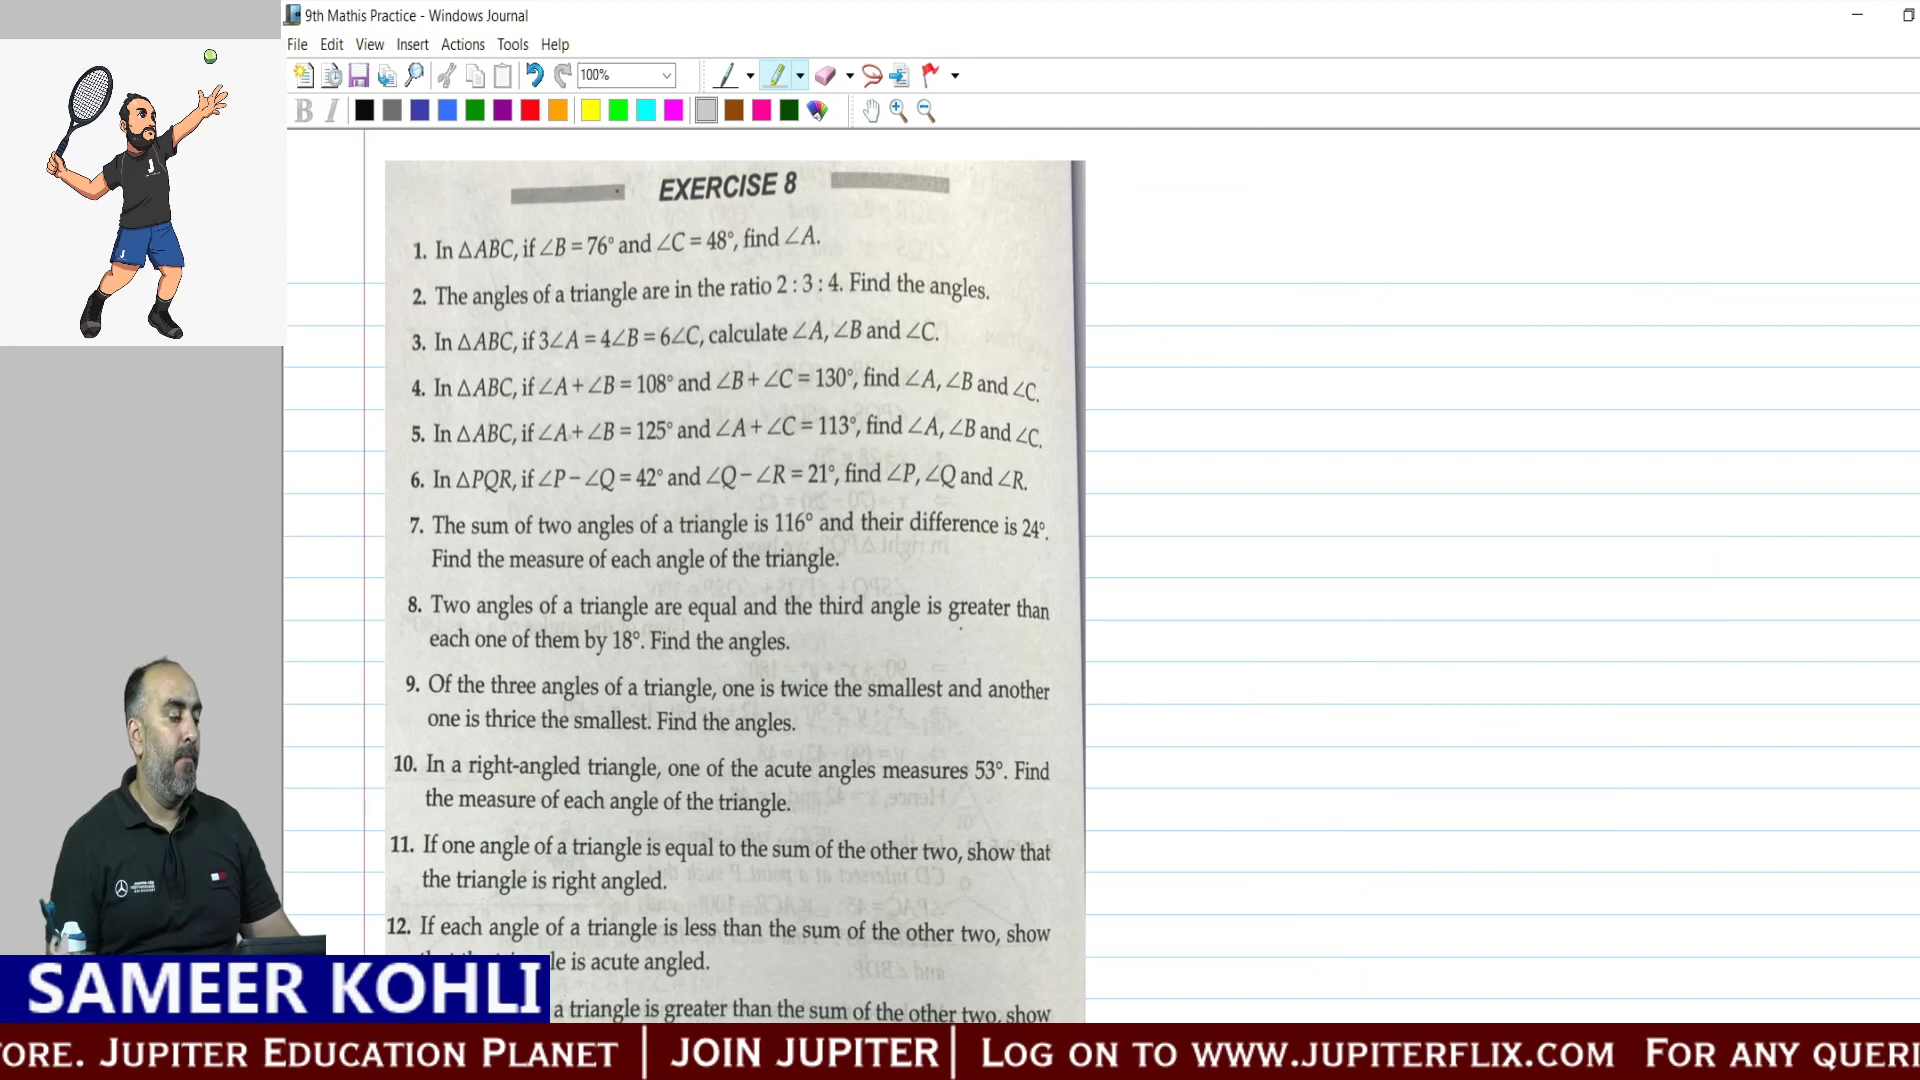 9th Mathis Practice - Windows Journal
File Edit View Insert Actions Tools Help
100%
B I
EXERCISE 8
1. In △ABC, if ∠B = 76° and ∠C = 48°, find ∠A.
2. The angles of a triangle are in the ratio 2 : 3 : 4. Find the angles.
3. In △ABC, if 3∠A = 4∠B = 6∠C, calculate ∠A, ∠B and ∠C.
4. In △ABC, if ∠A + ∠B = 108° and ∠B + ∠C = 130°, find ∠A, ∠B and ∠C.
5. In △ABC, if ∠A + ∠B = 125° and ∠A + ∠C = 113°, find ∠A, ∠B and ∠C.
6. In △PQR, if ∠P − ∠Q = 42° and ∠Q − ∠R = 21°, find ∠P, ∠Q and ∠R.
7. The sum of two angles of a triangle is 116° and their difference is 24°.
Find the measure of each angle of the triangle.
8. Two angles of a triangle are equal and the third angle is greater than
each one of them by 18°. Find the angles.
9. Of the three angles of a triangle, one is twice the smallest and another
one is thrice the smallest. Find the angles.
10. In a right-angled triangle, one of the acute angles measures 53°. Find
the measure of each angle of the triangle.
11. If one angle of a triangle is equal to the sum of the other two, show that
the triangle is right angled.
12. If each angle of a triangle is less than the sum of the other two, show
le is acute angled.
a triangle is greater than the sum of the other two, show
SAMEER KOHLI
ORE. JUPITER EDUCATION PLANET | JOIN JUPITER | LOG ON TO WWW.JUPITERFLIX.COM FOR ANY QUERI